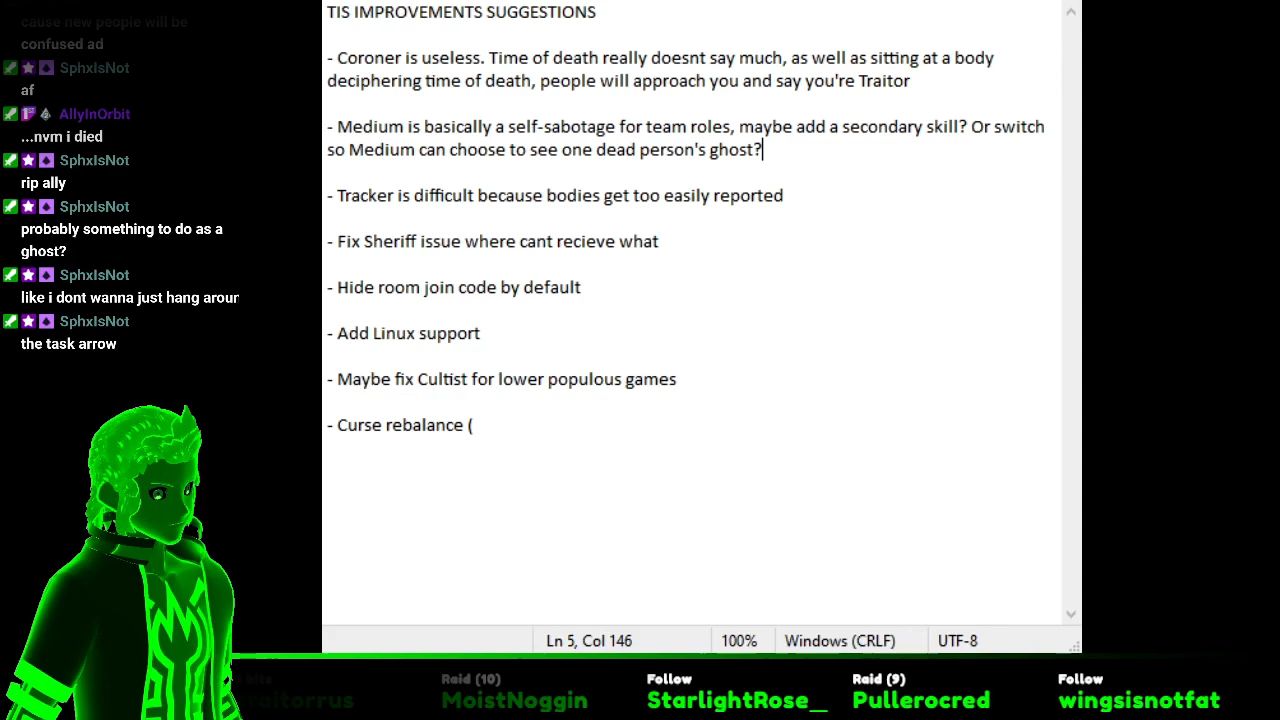 cause new people will be
confused ad
SphxIsNot
af
AllyInOrbit
...nvm i died
SphxIsNot
rip ally
SphxIsNot
probably something to do as a
ghost?
SphxIsNot
like i dont wanna just hang arour
SphxIsNot
the task arrow
TIS IMPROVEMENTS SUGGESTIONS
- Coroner is useless. Time of death really doesnt say much, as well as sitting at a body
deciphering time of death, people will approach you and say you're Traitor
- Medium is basically a self-sabotage for team roles, maybe add a secondary skill? Or switch
so Medium can choose to see one dead person's ghost?
- Tracker is difficult because bodies get too easily reported
- Fix Sheriff issue where cant recieve what
- Hide room join code by default
- Add Linux support
- Maybe fix Cultist for lower populous games
- Curse rebalance (
Ln 5, Col 146
100%
Windows (CRLF)
UTF-8
Raid (10)
MoistNoggin
Follow
StarlightRose_
Raid (9)
Pullerocred
Follow
wingsisnotfat